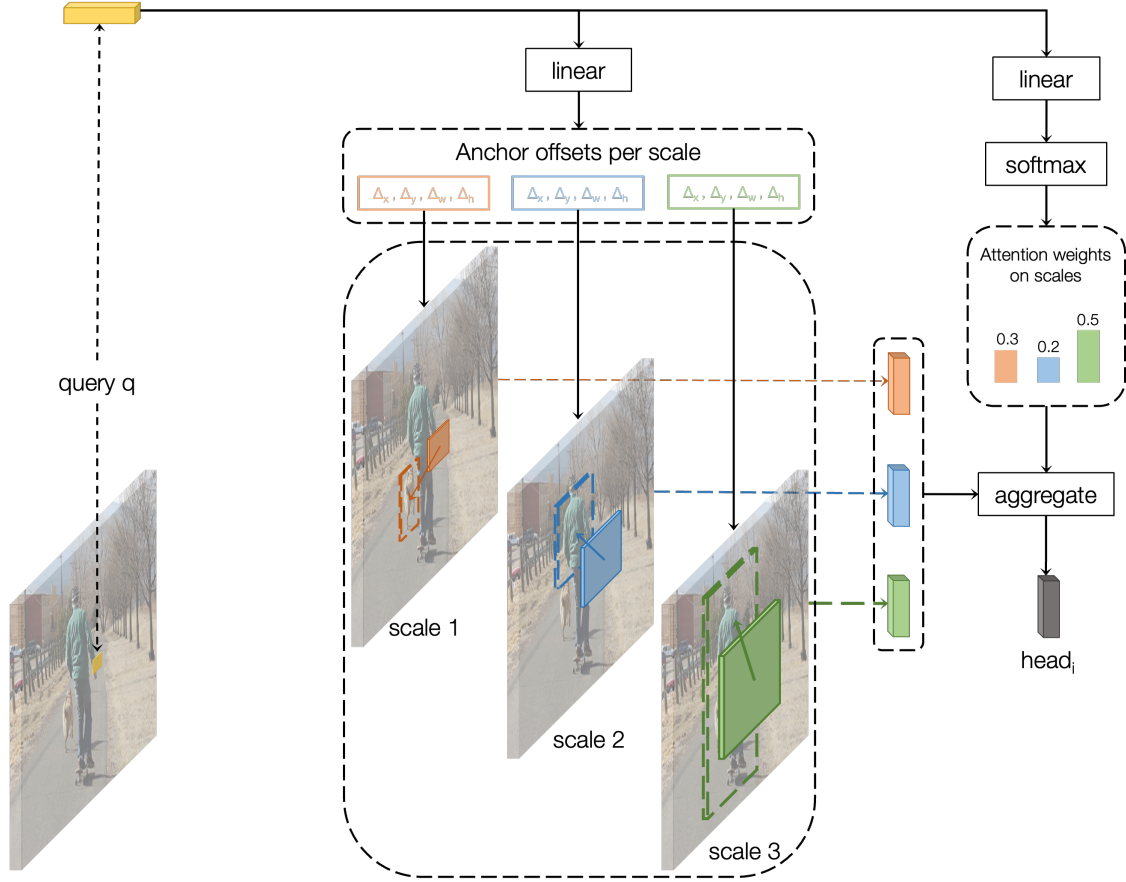 linear
linear
Anchor offsets per scale
softmax
Δx, Δy, Δw, Δh
Δx, Δy, Δw, Δh
Δx, Δy, Δw, Δh
Attention weights
on scales
0.3
0.2
0.5
query q
aggregate
scale 1
scale 2
scale 3
headi